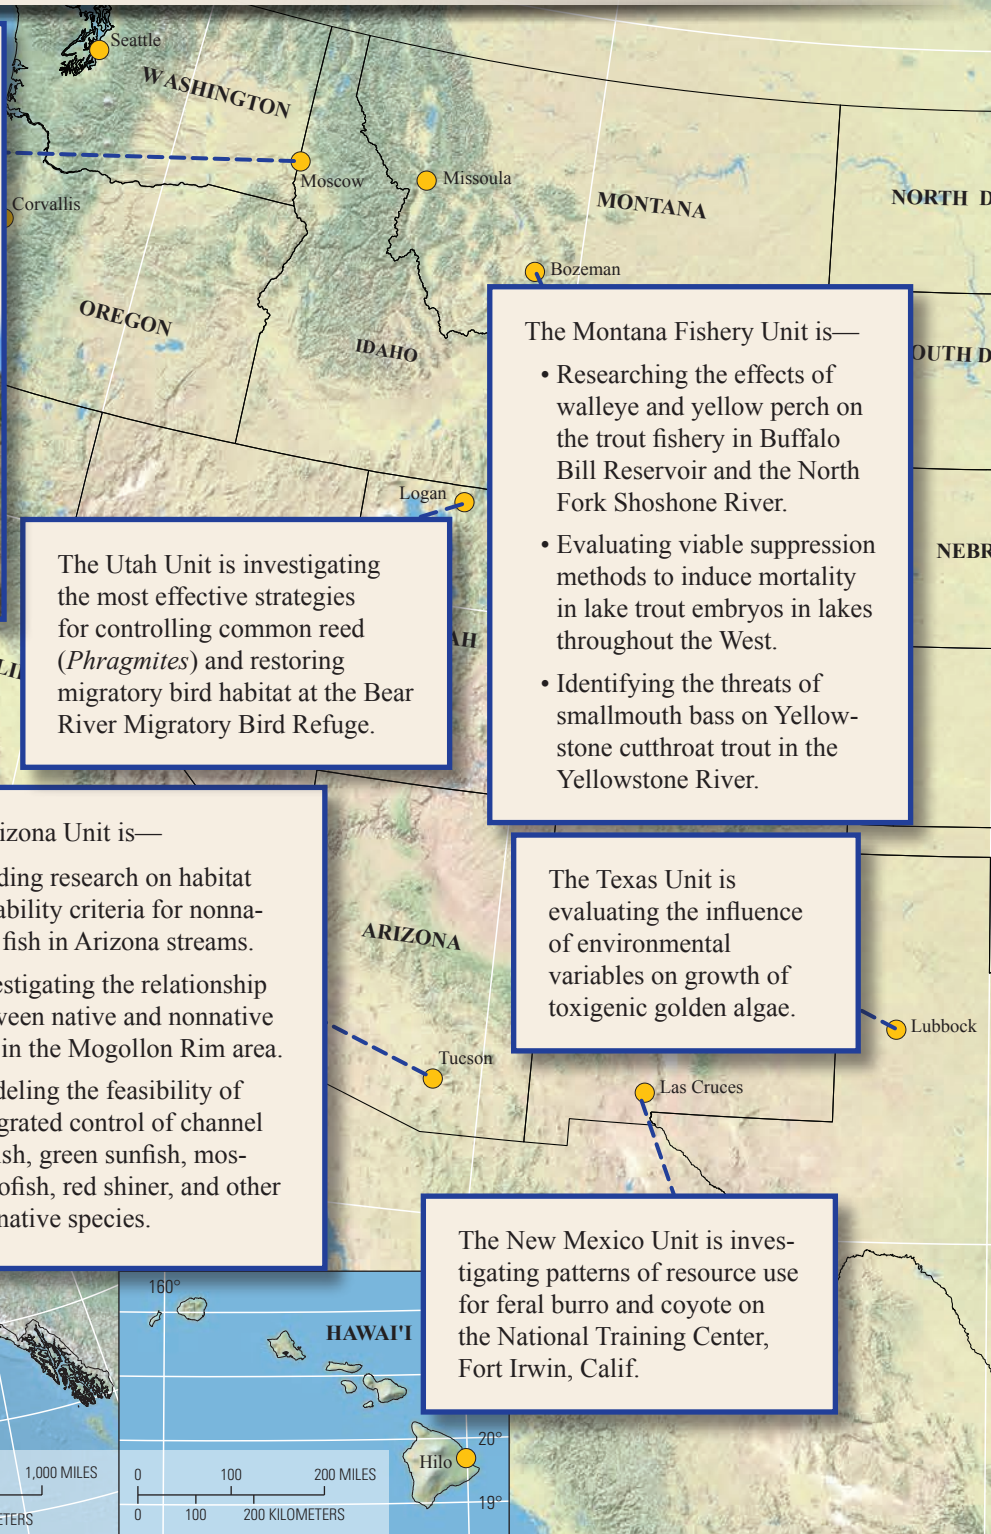 Seattle
WASHINGTON
Moscow
Missoula
MONTANA
NORTH D
Corvallis
Bozeman
OREGON
IDAHO
OUTH D
The Montana Fishery Unit is—
• Researching the effects of
walleye and yellow perch on
the trout fishery in Buffalo
Bill Reservoir and the North
Fork Shoshone River.
• Evaluating viable suppression
methods to induce mortality
in lake trout embryos in lakes
throughout the West.
• Identifying the threats of
smallmouth bass on Yellow-
stone cutthroat trout in the
Yellowstone River.
Logan
NEBR
The Utah Unit is investigating
the most effective strategies
for controlling common reed
(Phragmites) and restoring
migratory bird habitat at the Bear
River Migratory Bird Refuge.
AH
LI
izona Unit is—
ding research on habitat
ability criteria for nonna-
fish in Arizona streams.
estigating the relationship
ween native and nonnative
in the Mogollon Rim area.
deling the feasibility of
grated control of channel
ish, green sunfish, mos-
ofish, red shiner, and other
native species.
ARIZONA
The Texas Unit is
evaluating the influence
of environmental
variables on growth of
toxigenic golden algae.
Lubbock
Tucson
Las Cruces
The New Mexico Unit is inves-
tigating patterns of resource use
for feral burro and coyote on
the National Training Center,
Fort Irwin, Calif.
160°
HAWAI'I
20°
Hilo
19°
1,000 MILES
ETERS
0 100 200 MILES
0 100 200 KILOMETERS